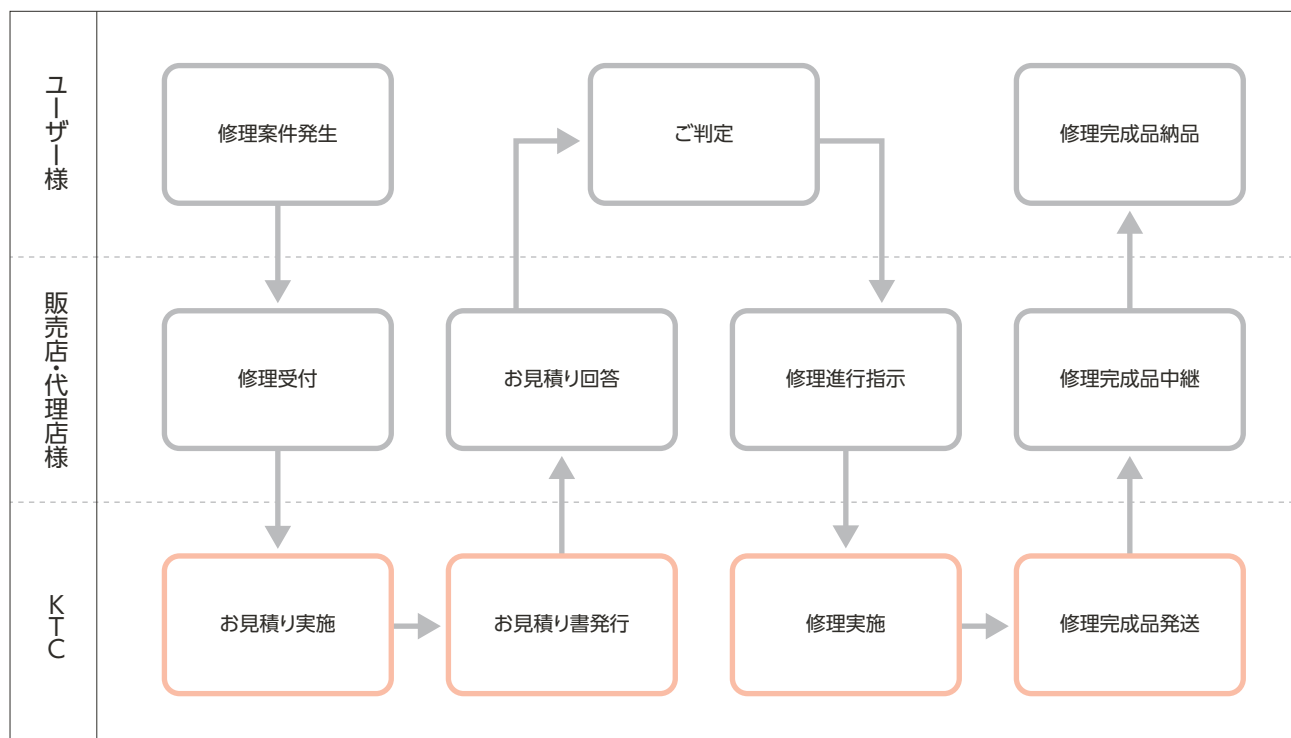 ユーザー様
修理案件発生
ご判定
修理完成品納品
販売店・代理店様
修理受付
お見積り回答
修理進行指示
修理完成品中継
KTC
お見積り実施
お見積り書発行
修理実施
修理完成品発送